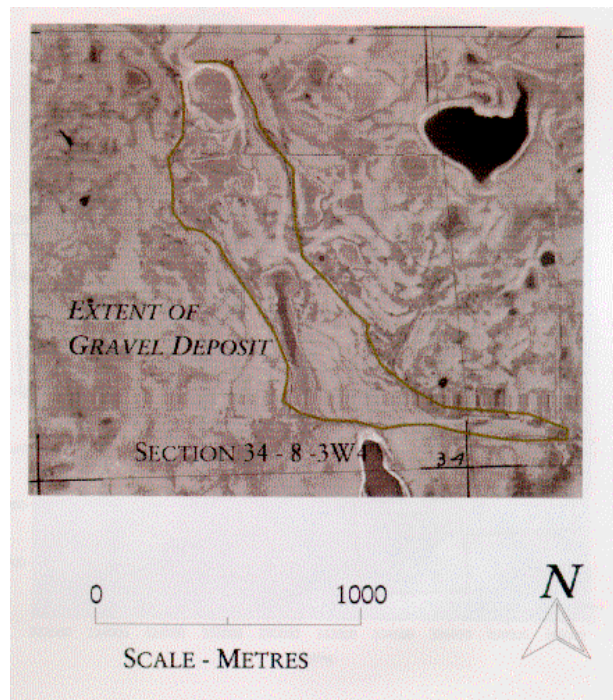 EXTENT OF
GRAVEL DEPOSIT
SECTION 34 - 8 -3W4
34
0 1000
N
SCALE - METRES